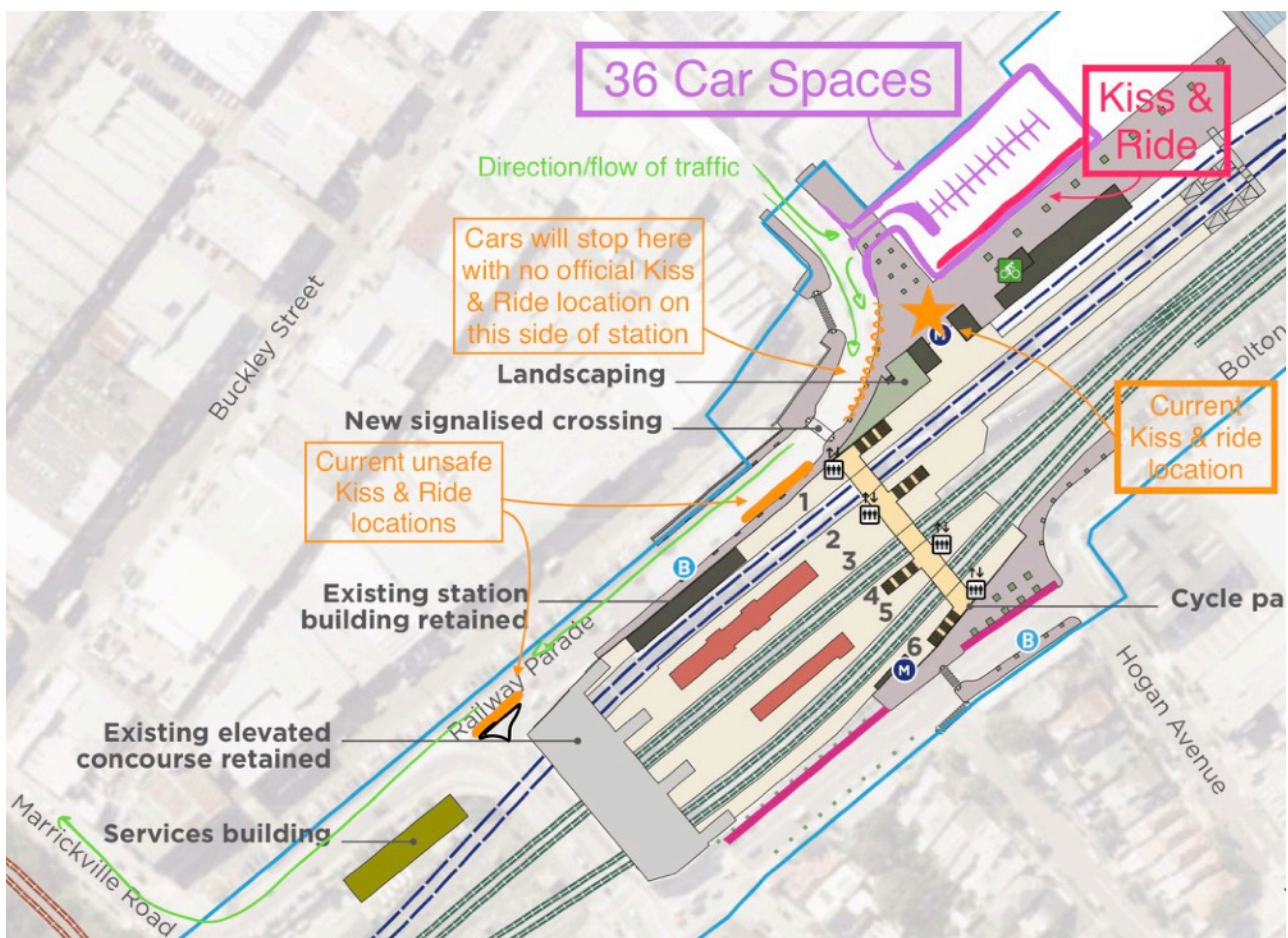 36 Car Spaces
Kiss &
Ride
Direction/flow of traffic
Cars will stop here
with no official Kiss
& Ride location on
this side of station
Buckley Street
M
Bolton
Landscaping
New signalised crossing
Current
Kiss & ride
location
Current unsafe
Kiss & Ride
locations
1
2
3
4
5
6
B
Existing station
building retained
Cycle pa
B
M
Railway Parade
Hogan Avenue
Existing elevated
concourse retained
Services building
Marrickville Road